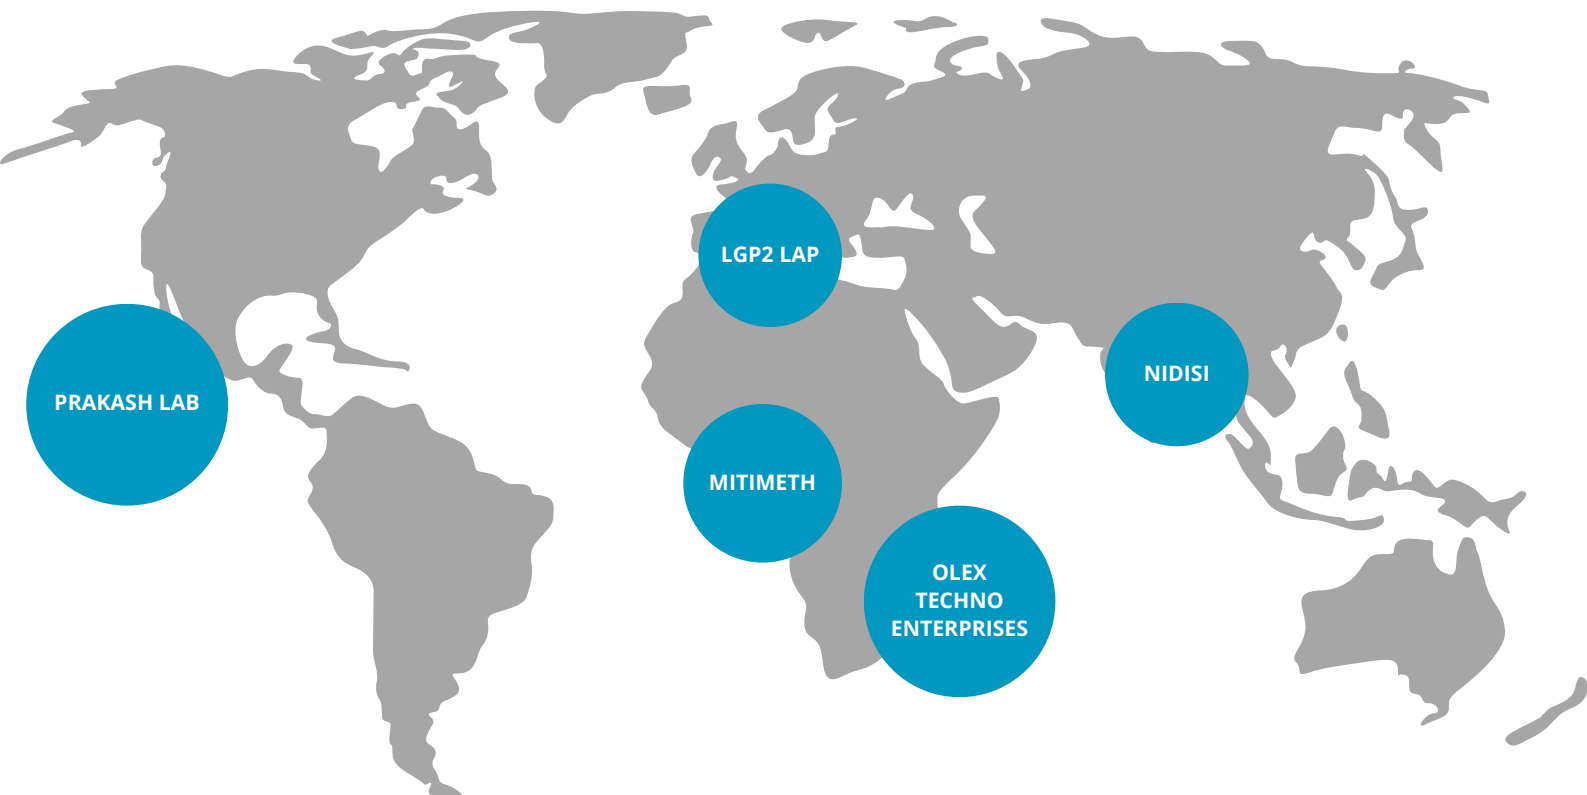 LGP2 LAP
NIDISI
PRAKASH LAB
MITIMETH
OLEX
TECHNO
ENTERPRISES